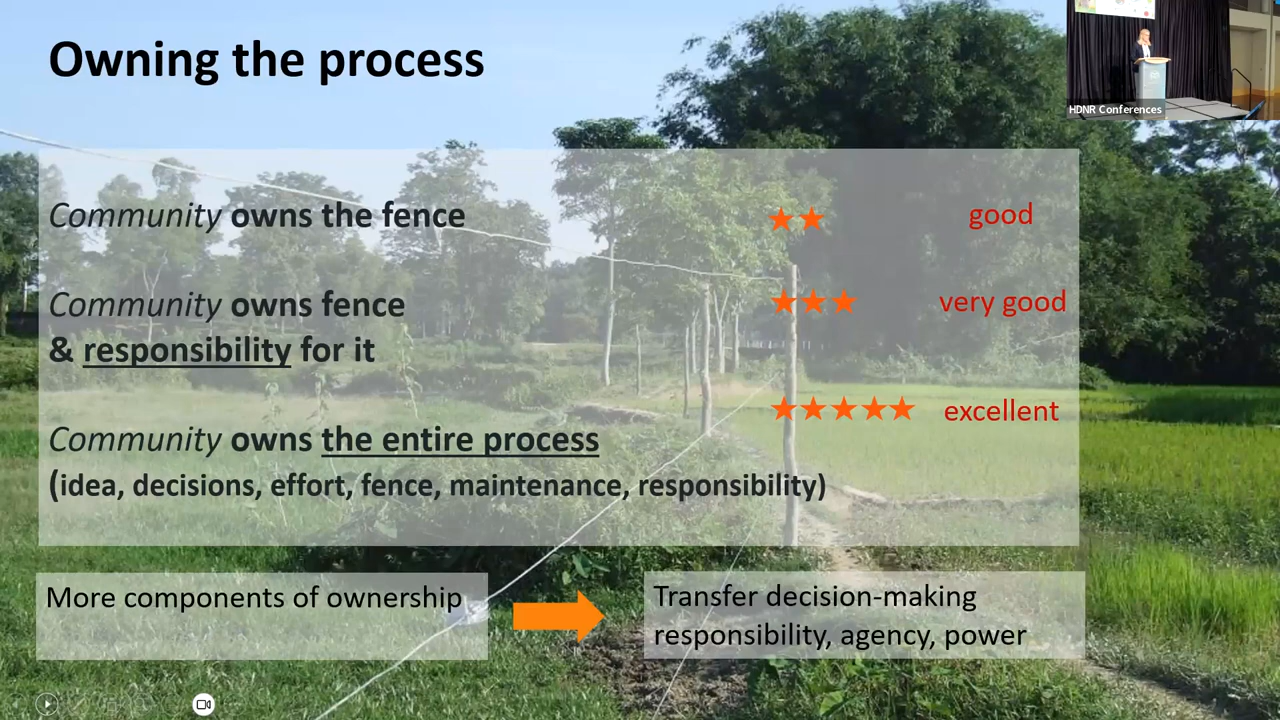 Owning the process
HDNR Conferences
Community owns the fence
★★
good
Community owns fence
& responsibility for it
★★★
very good
★★★★★
excellent
Community owns the entire process
(idea, decisions, effort, fence, maintenance, responsibility)
More components of ownership
Transfer decision-making
responsibility, agency, power